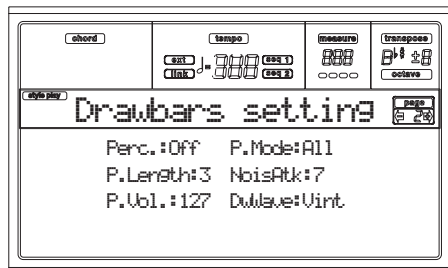 chord tempo measure transpose
ext seq 1
link seq 2
octave
style play
Drawbars setting
page
2
Perc.:Off P.Mode:All
P.Length:3 NoisAtk:7
P.Vol.:127 DwWave:Vint